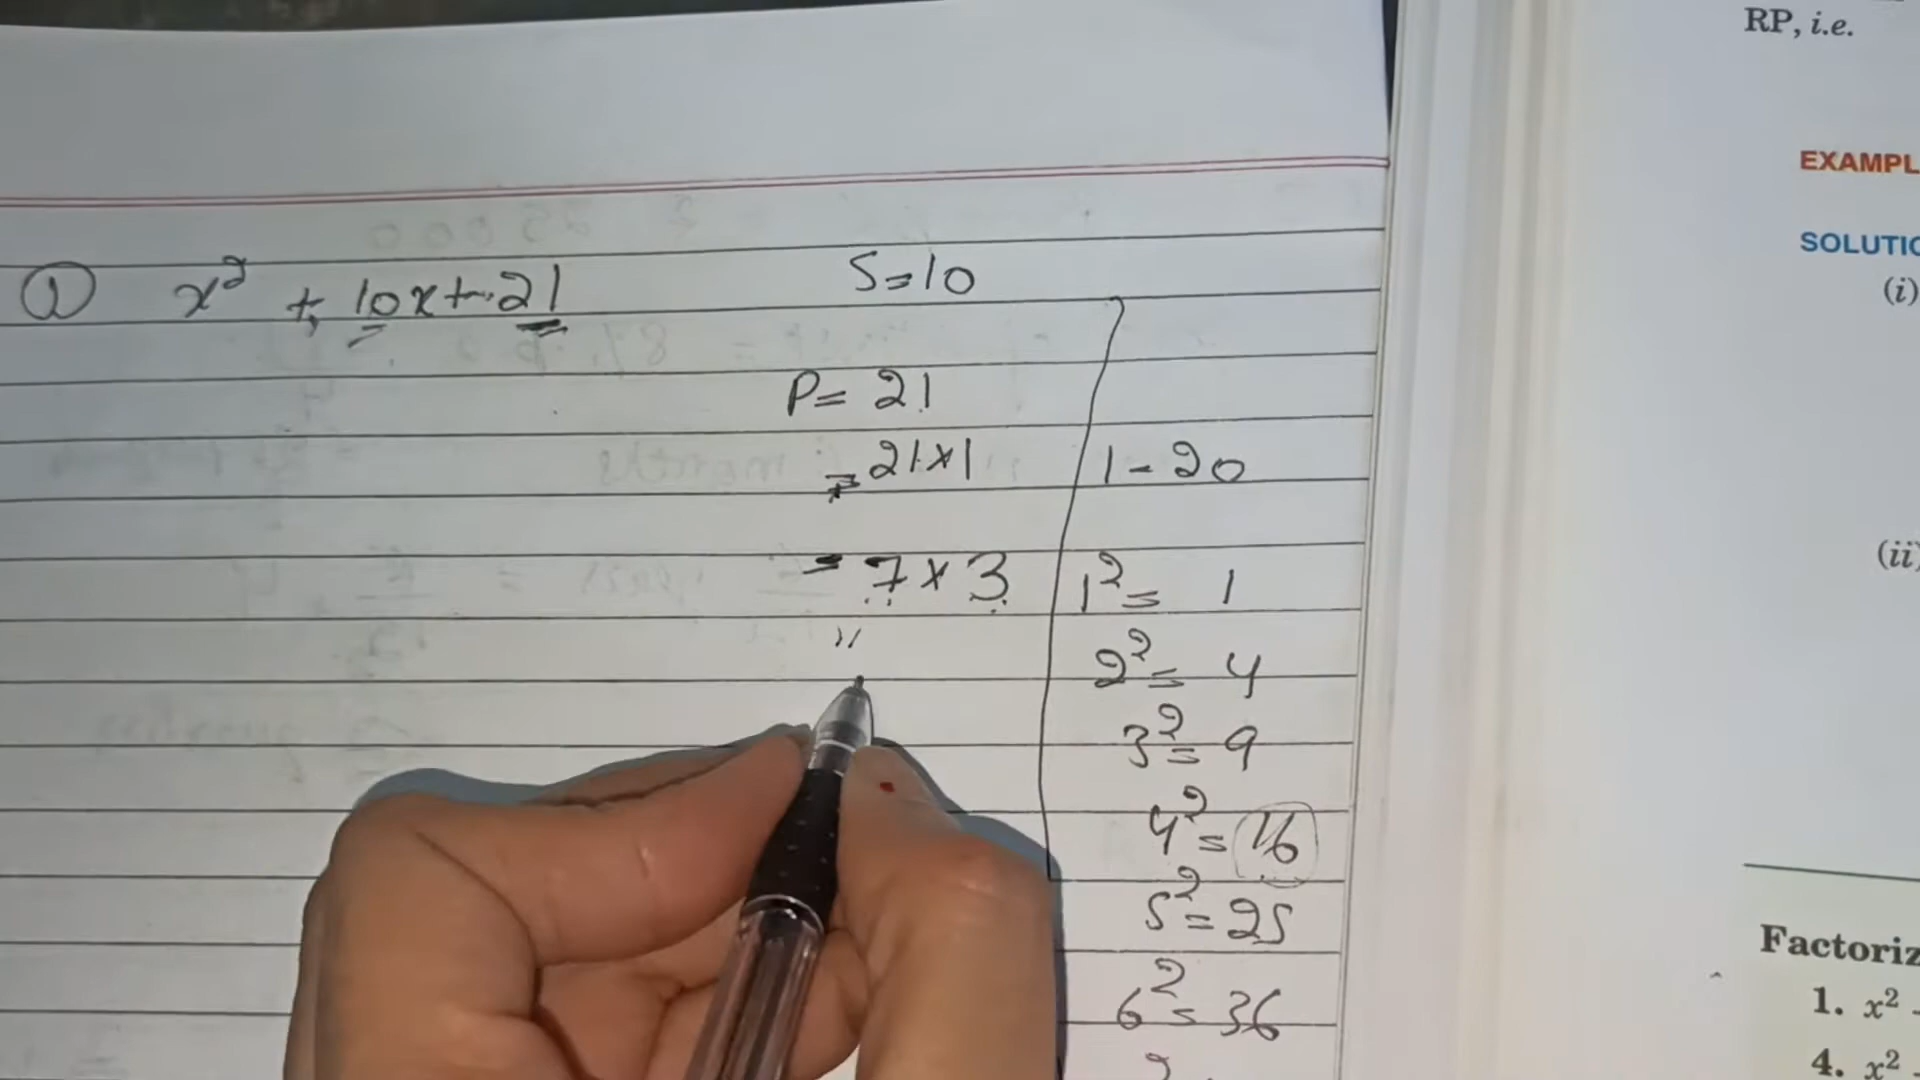 ① x² + 10x + 21
S = 10
P = 21
= 21 × 1
= 7 × 3
"
1 - 20
1² = 1
2² = 4
3² = 9
4² = 16
5² = 25
6² = 36
RP, i.e.
EXAMPL
SOLUTIO
(i)
(ii)
Factoriz
1. x² -
4. x²